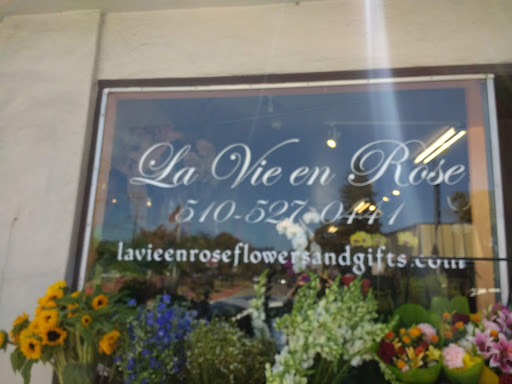 La Vie en Rose
510-527-0441
lavieenroseflowersandgifts.com